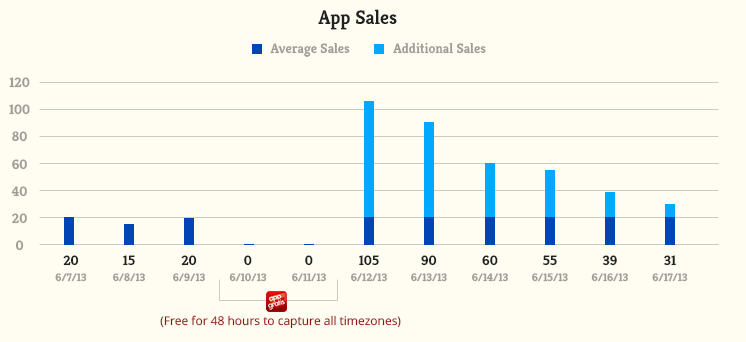 App Sales
Average Sales Additional Sales
120
100
80
60
40
20
0
20 15 20 0 0 105 90 60 55 39 31
6/7/13 6/8/13 6/9/13 6/10/13 6/11/13 6/12/13 6/13/13 6/14/13 6/15/13 6/16/13 6/17/13
app
gratis
(Free for 48 hours to capture all timezones)